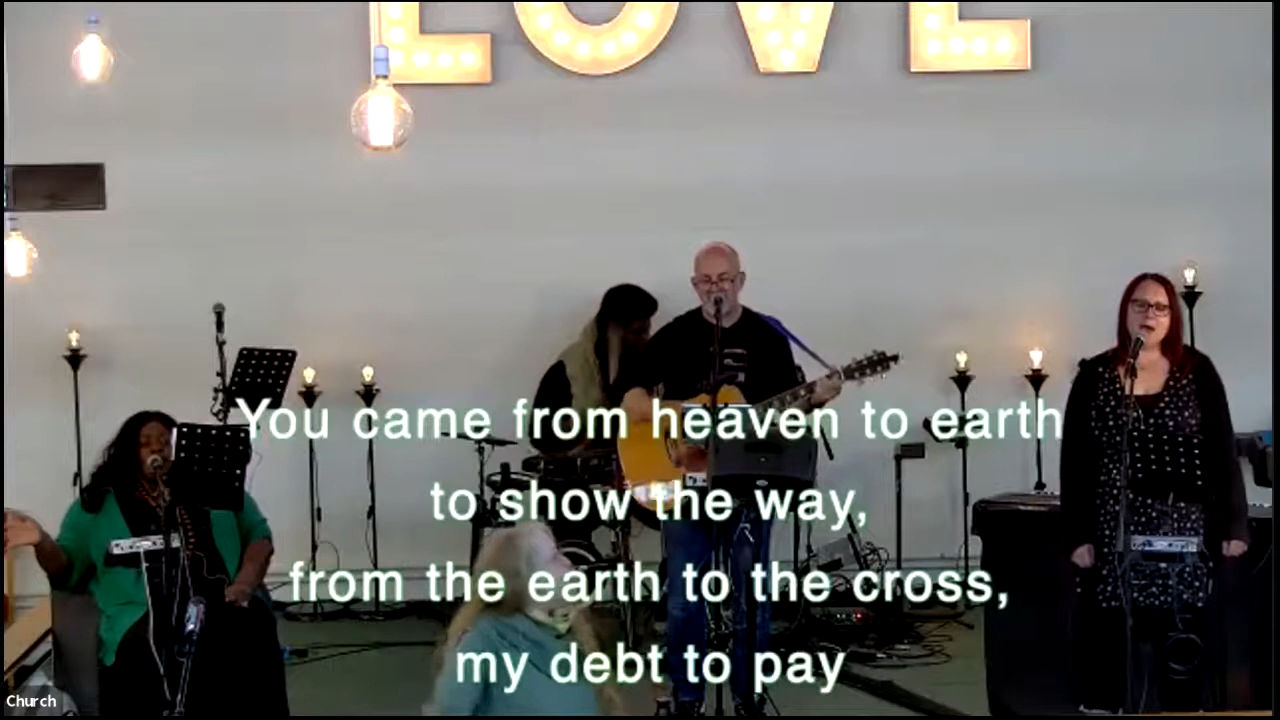 LOVE
You came from heaven to earth
to show the way,
from the earth to the cross,
my debt to pay
Church